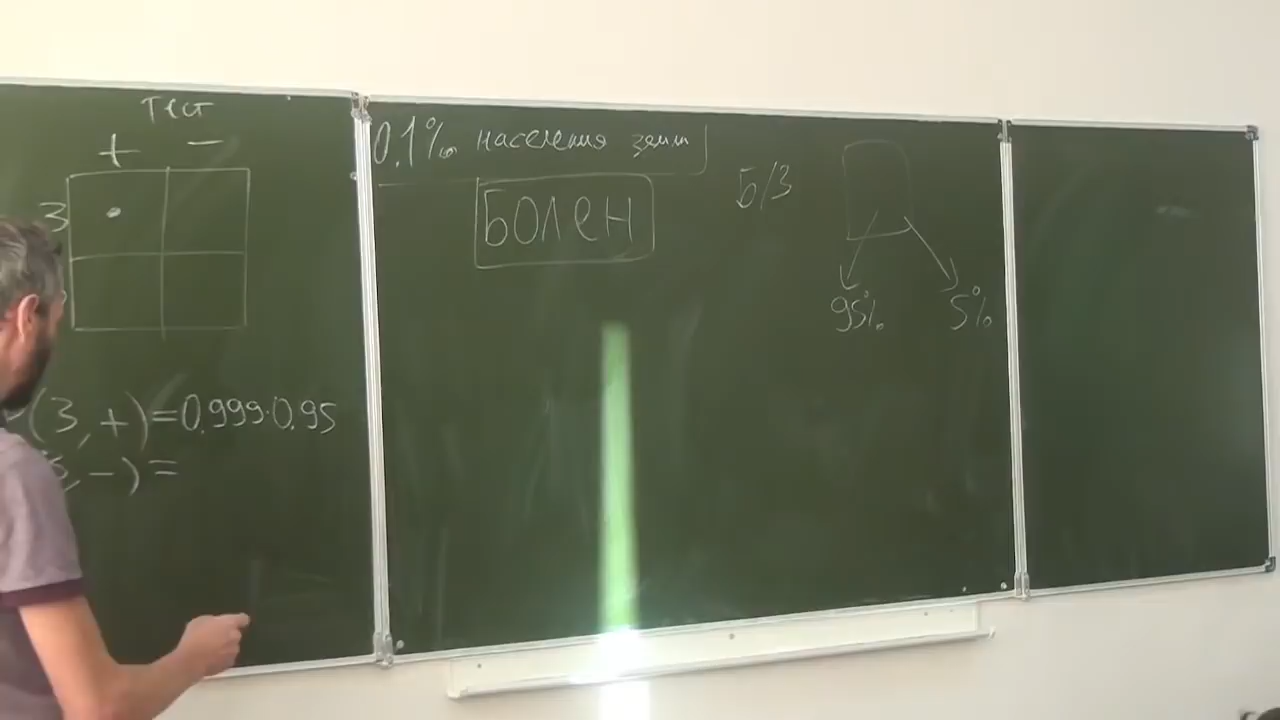 Тест
+ −
З
(З, +)=0.999·0.95
, −)=
0.1% населения земли
БОЛЕН
Б/З
95% 5%